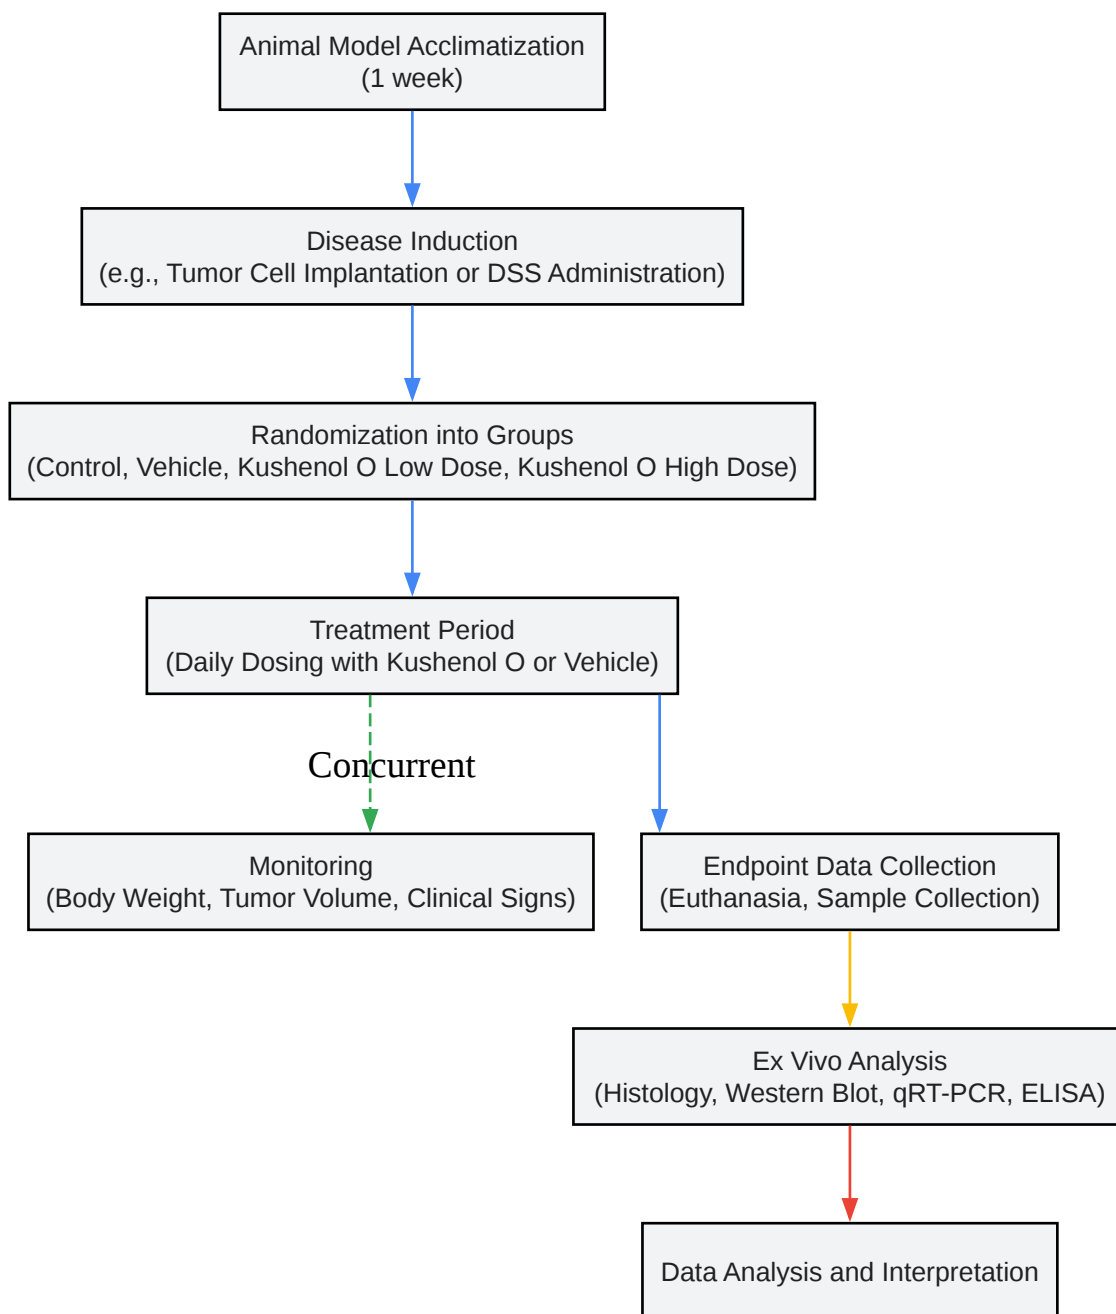 Animal Model Acclimatization
(1 week)
Disease Induction
(e.g., Tumor Cell Implantation or DSS Administration)
Randomization into Groups
(Control, Vehicle, Kushenol O Low Dose, Kushenol O High Dose)
Treatment Period
(Daily Dosing with Kushenol O or Vehicle)
Concurrent
Monitoring
(Body Weight, Tumor Volume, Clinical Signs)
Endpoint Data Collection
(Euthanasia, Sample Collection)
Ex Vivo Analysis
(Histology, Western Blot, qRT-PCR, ELISA)
Data Analysis and Interpretation